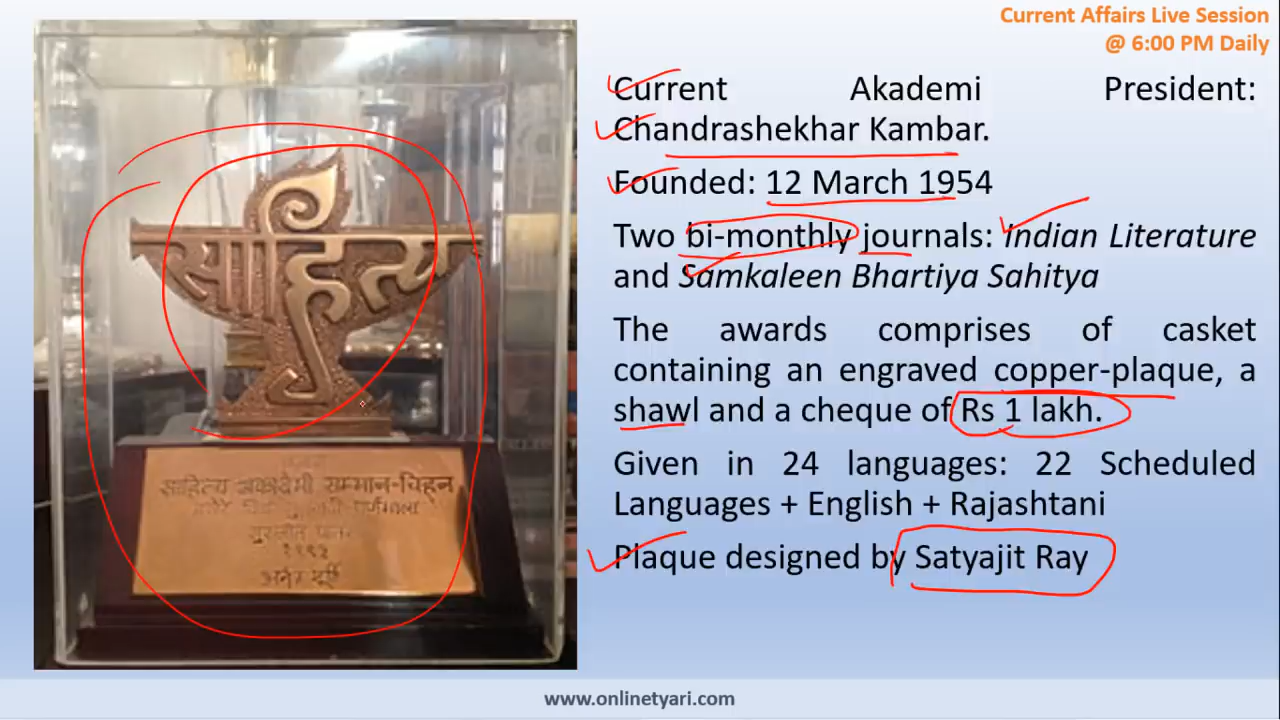 Current Affairs Live Session
@ 6:00 PM Daily
Current Akademi President:
Chandrashekhar Kambar.
Founded: 12 March 1954
Two bi-monthly journals: Indian Literature
and Samkaleen Bhartiya Sahitya
The awards comprises of casket
containing an engraved copper-plaque, a
shawl and a cheque of Rs 1 lakh.
Given in 24 languages: 22 Scheduled
Languages + English + Rajashtani
Plaque designed by Satyajit Ray
साहित्य
साहित्य अकादेमी सम्मान-चिह्न
१९९३
www.onlinetyari.com